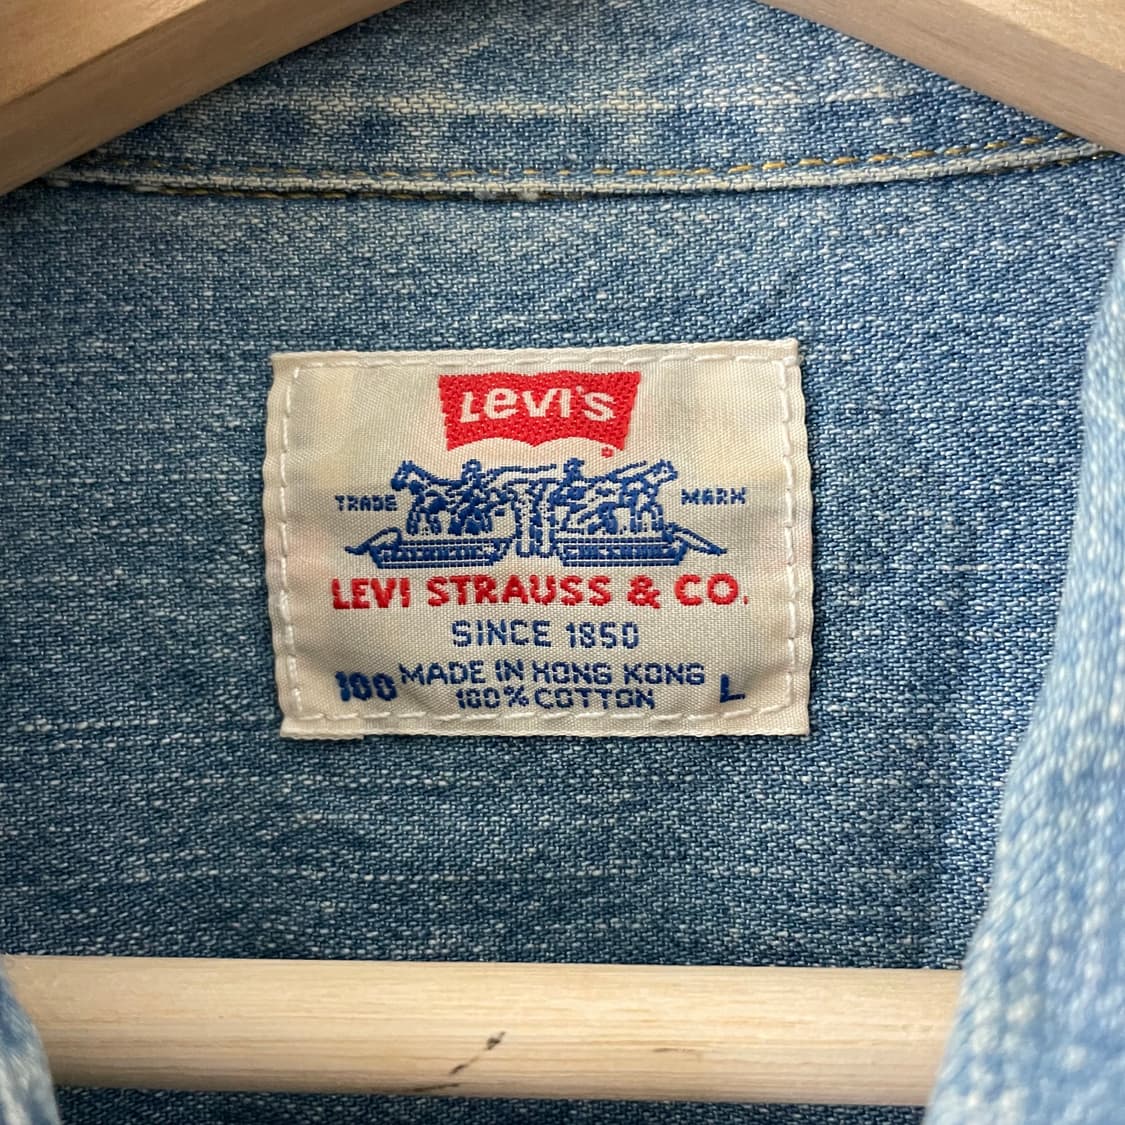 Levi's
TRADE MARK
LEVI STRAUSS & CO.
SINCE 1850
100 MADE IN HONG KONG L
100% COTTON